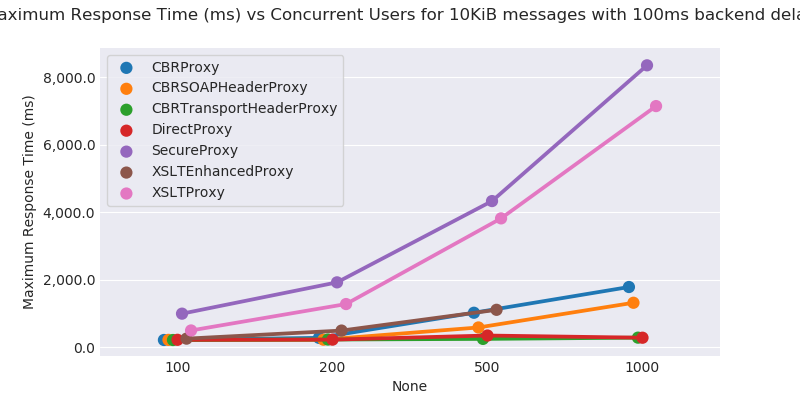 aximum Response Time (ms) vs Concurrent Users for 10KiB messages with 100ms backend dela
CBRProxy
CBRSOAPHeaderProxy
CBRTransportHeaderProxy
DirectProxy
SecureProxy
XSLTEnhancedProxy
XSLTProxy
Maximum Response Time (ms)
8,000.0
6,000.0
4,000.0
2,000.0
0.0
100 200 500 1000
None